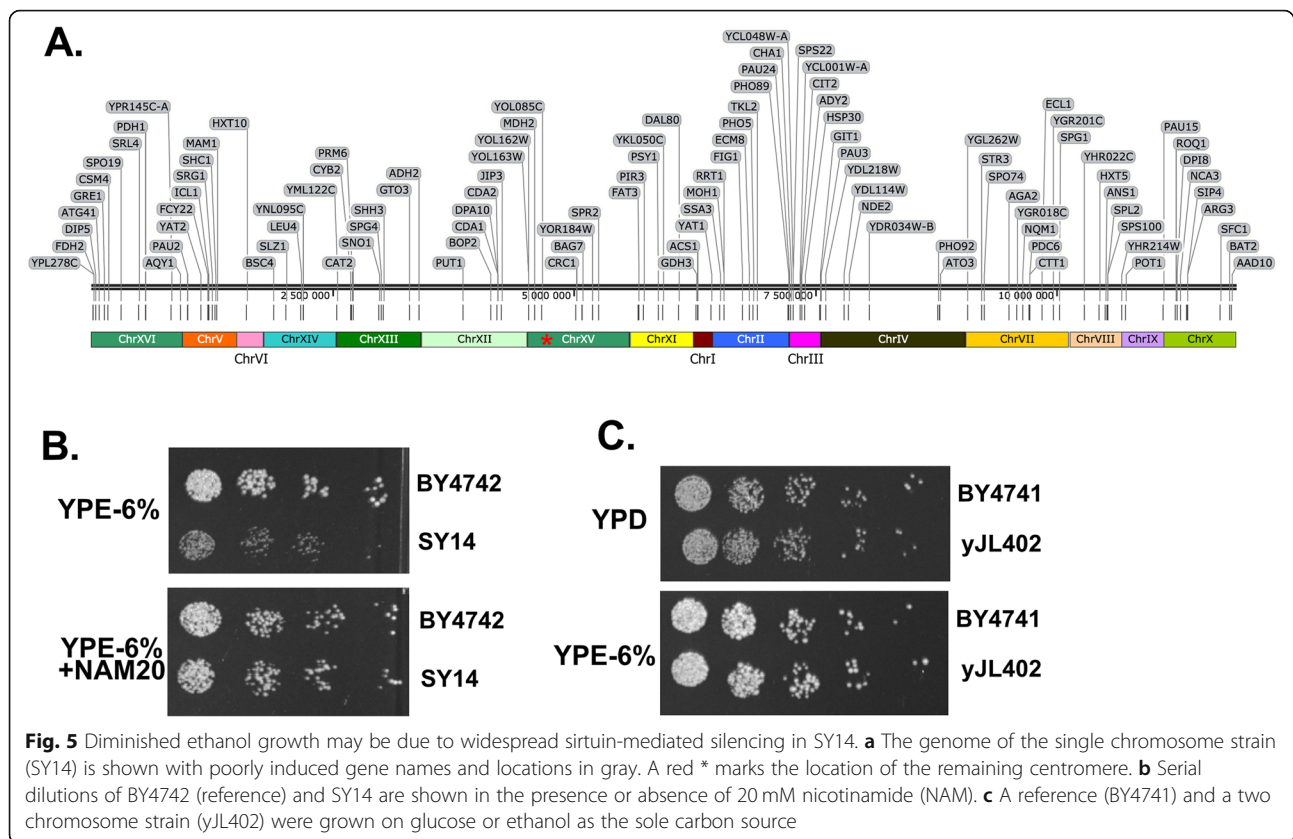 A.
YCL048W-A
SPS22
CHA1
YCL001W-A
PAU24
CIT2
PHO89
ADY2
YPR145C-A
YOL085C
TKL2
HSP30
ECL1
PDH1
HXT10
MDH2
DAL80
PHO5
GIT1
YGR201C
SRL4
MAM1
PRM6
YOL162W
YKL050C
ECM8
PAU3
YGL262W
SPG1
PAU15
SPO19
SHC1
CYB2
ADH2
YOL163W
PSY1
FIG1
YDL218W
STR3
YHR022C
ROQ1
CSM4
SRG1
YML122C
GTO3
JIP3
PIR3
RRT1
YDL114W
SPO74
HXT5
DPI8
GRE1
ICL1
CDA2
FAT3
MOH1
NDE2
AGA2
ANS1
NCA3
ATG41
FCY22
YNL095C
SHH3
DPA10
SPR2
SSA3
YDR034W-B
YGR018C
SPL2
SIP4
DIP5
YAT2
LEU4
SPG4
CDA1
YOR184W
YAT1
NQM1
SPS100
ARG3
FDH2
PAU2
SLZ1
SNO1
BOP2
BAG7
ACS1
PHO92
PDC6
YHR214W
SFC1
YPL278C
AQY1
BSC4
CAT2
PUT1
CRC1
GDH3
ATO3
CTT1
POT1
BAT2
AAD10
2 500 000 5 000 000 7 500 000 10 000 000
ChrXVI ChrV ChrXIV ChrXIII ChrXII * ChrXV ChrXI ChrII ChrIV ChrVII ChrVIII ChrIX ChrX
ChrVI ChrI ChrIII
B.
YPE-6%
BY4742
SY14
YPE-6%
+NAM20
BY4742
SY14
C.
YPD
BY4741
yJL402
YPE-6%
BY4741
yJL402
Fig. 5 Diminished ethanol growth may be due to widespread sirtuin-mediated silencing in SY14. a The genome of the single chromosome strain
(SY14) is shown with poorly induced gene names and locations in gray. A red * marks the location of the remaining centromere. b Serial
dilutions of BY4742 (reference) and SY14 are shown in the presence or absence of 20 mM nicotinamide (NAM). c A reference (BY4741) and a two
chromosome strain (yJL402) were grown on glucose or ethanol as the sole carbon source